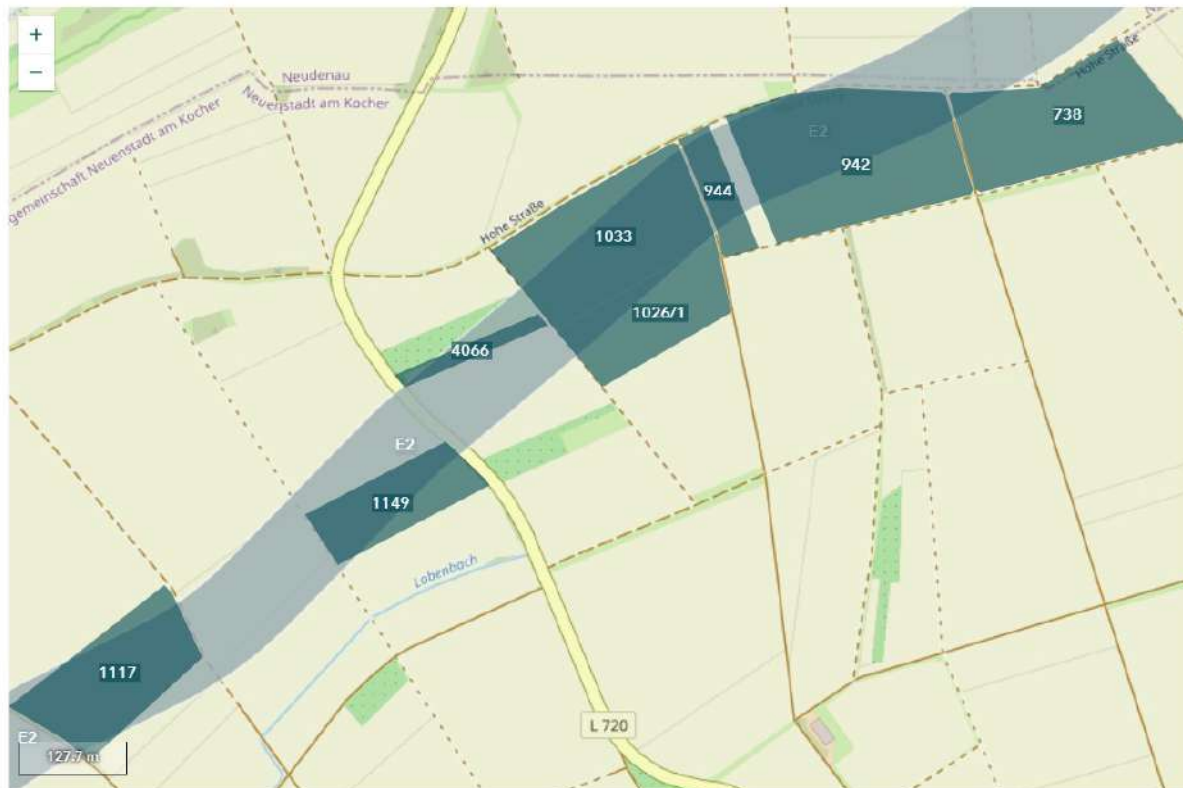 +
−
Neudenau
Neuenstadt am Kocher
gemeinschaft Neuenstadt am Kocher
Hohe Straße
738
E2
942
944
Hohe Straße
1033
1026/1
4066
E2
1149
Lobenbach
1117
L 720
E2
127.7 m